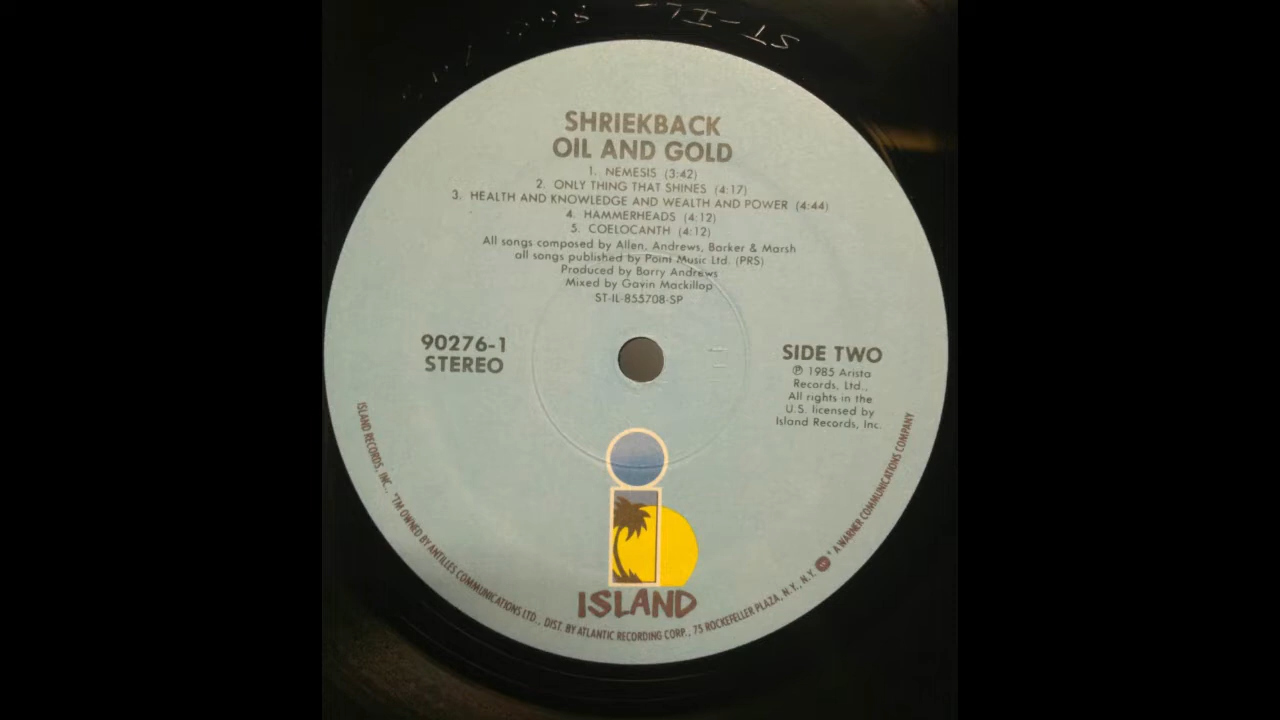 ST-IL-
SHRIEKBACK
OIL AND GOLD
1. NEMESIS (3:42)
2. ONLY THING THAT SHINES (4:17)
3. HEALTH AND KNOWLEDGE AND WEALTH AND POWER (4:44)
4. HAMMERHEADS (4:12)
5. COELOCANTH (4:12)
All songs composed by Allen, Andrews, Barker & Marsh
all songs published by Point Music Ltd. (PRS)
Produced by Barry Andrews
Mixed by Gavin Mackillop
ST-IL-855708-SP
90276-1
STEREO
SIDE TWO
℗ 1985 Arista
Records, Ltd.,
All rights in the
U.S. licensed by
Island Records, Inc.
ISLAND
ISLAND RECORDS, INC., "TM OWNED BY ANTILLES COMMUNICATIONS LTD., DIST. BY ATLANTIC RECORDING CORP., 75 ROCKEFELLER PLAZA, N.Y., N.Y. * A WARNER COMMUNICATIONS COMPANY